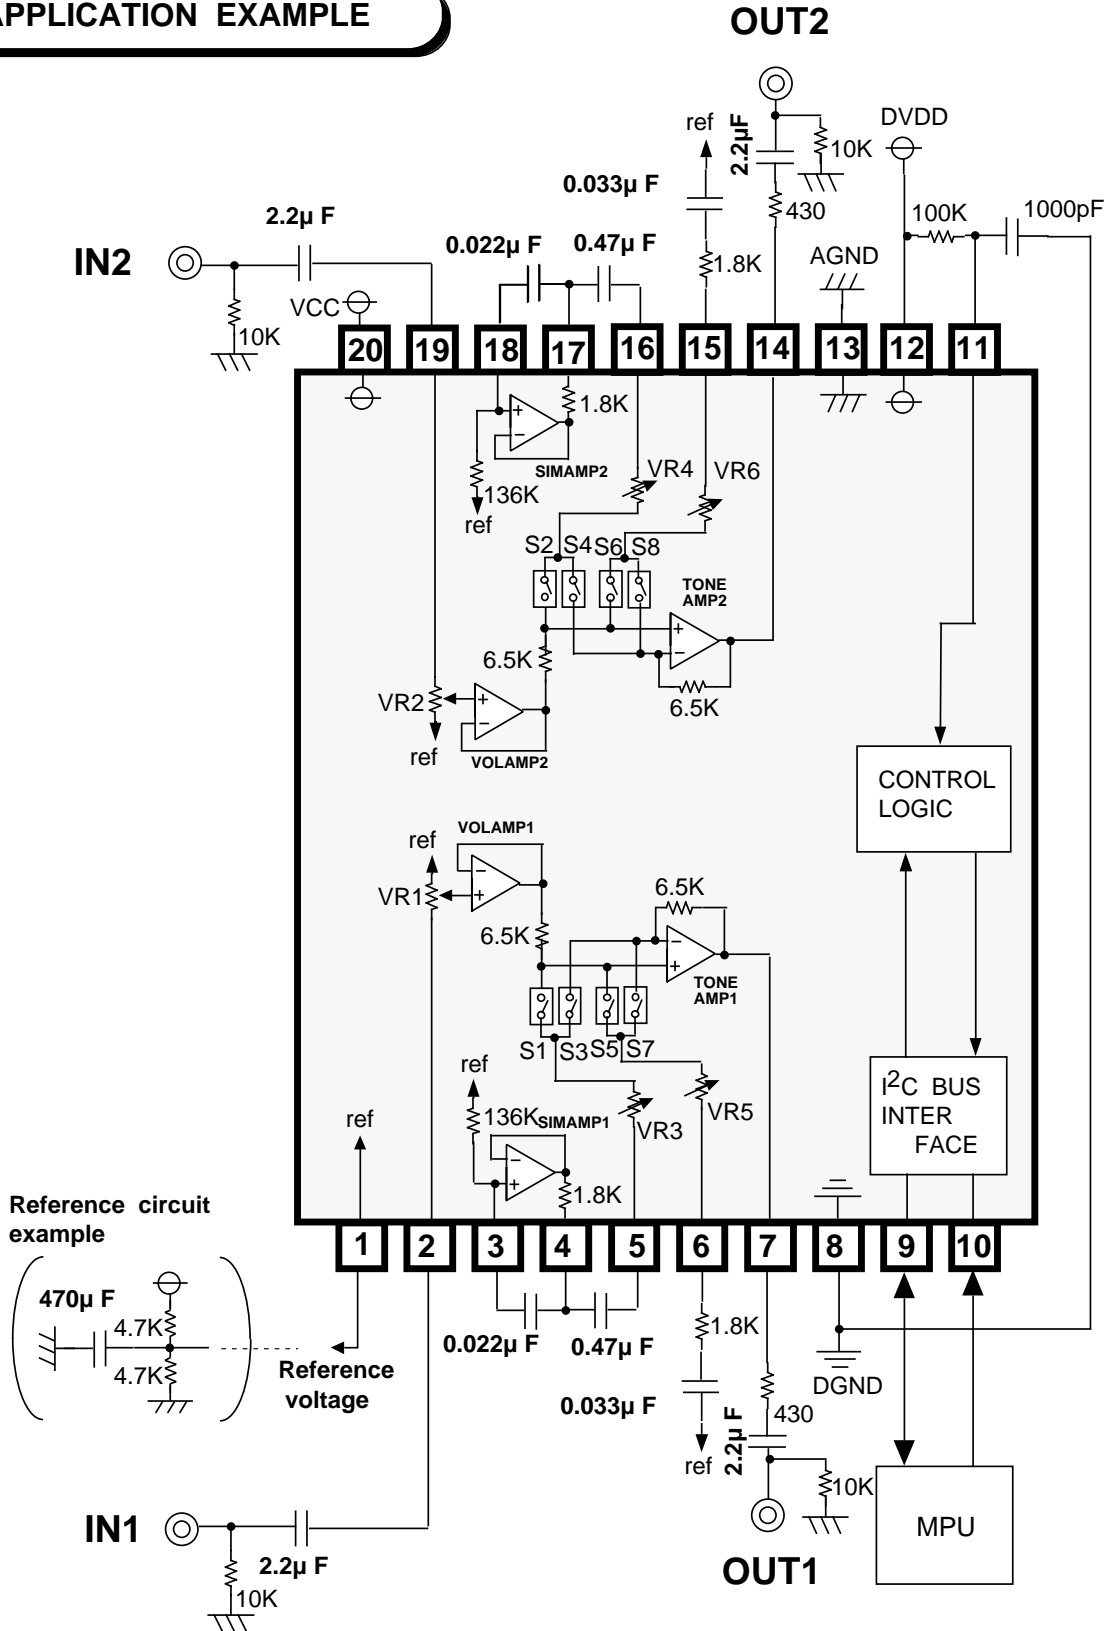 APPLICATION EXAMPLE
OUT2
DVDD
ref
2.2µF
10K
0.033µ F
430
100K
1000pF
2.2µ F
IN2
0.022µ F
0.47µ F
1.8K
AGND
VCC
10K
20
19
18
17
16
15
14
13
12
11
1.8K
SIMAMP2
VR4
VR6
136K
ref
S2
S4
S6
S8
TONE
AMP2
6.5K
VR2
6.5K
ref
VOLAMP2
CONTROL
LOGIC
VOLAMP1
ref
VR1
6.5K
6.5K
TONE
AMP1
S1
S3
S5
S7
ref
I2C BUS
INTER
FACE
ref
136K
SIMAMP1
VR3
VR5
1.8K
Reference circuit
example
1
2
3
4
5
6
7
8
9
10
470µ F
4.7K
4.7K
0.022µ F
0.47µ F
1.8K
Reference
voltage
DGND
0.033µ F
430
ref
2.2µ F
10K
MPU
IN1
2.2µ F
10K
OUT1